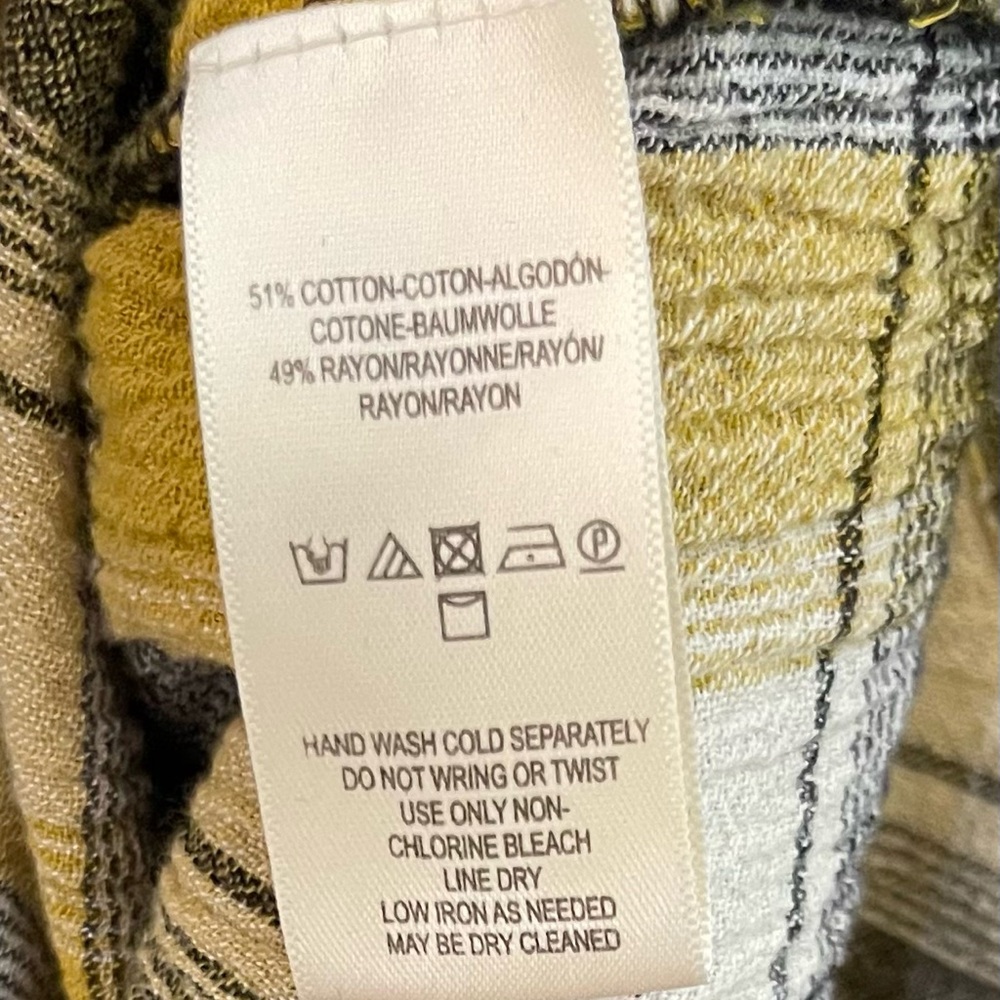 51% COTTON-COTON-ALGODÓN-
COTONE-BAUMWOLLE
49% RAYON/RAYONNE/RAYÓN/
RAYON/RAYON
P
HAND WASH COLD SEPARATELY
DO NOT WRING OR TWIST
USE ONLY NON-
CHLORINE BLEACH
LINE DRY
LOW IRON AS NEEDED
MAY BE DRY CLEANED